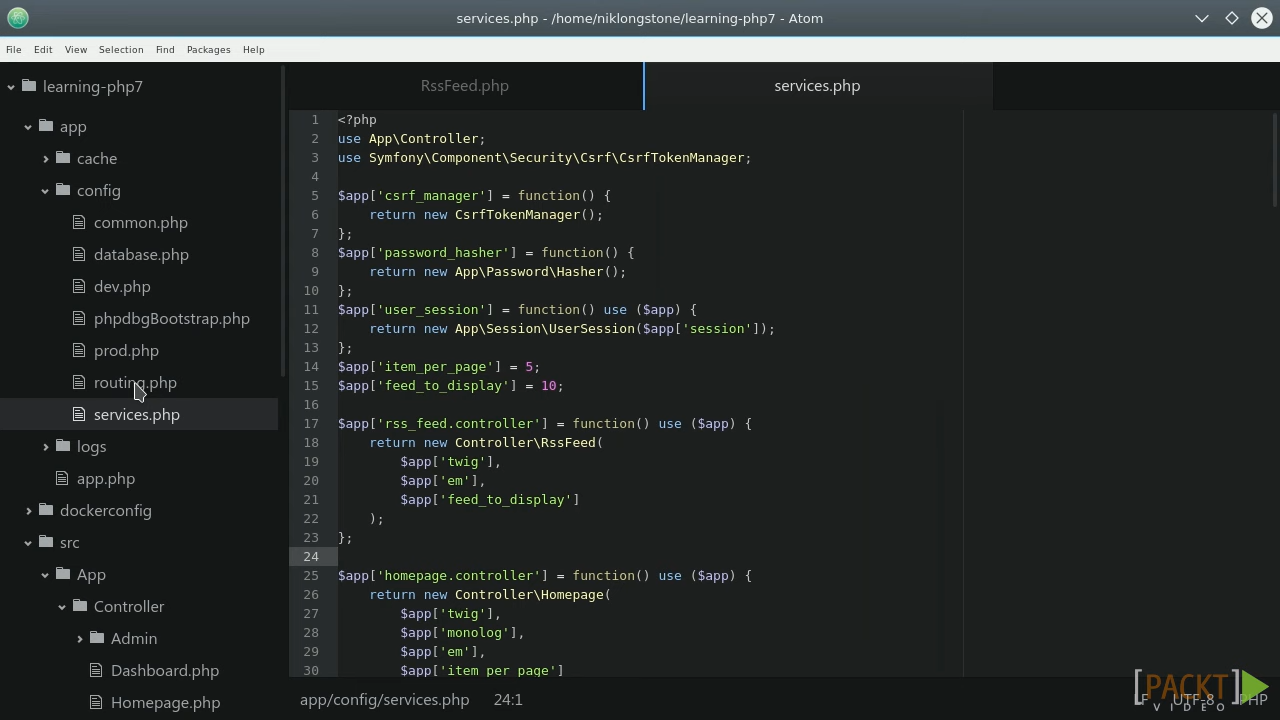 services.php - /home/niklongstone/learning-php7 - Atom
File Edit View Selection Find Packages Help
learning-php7
app
cache
config
common.php
database.php
dev.php
phpdbgBootstrap.php
prod.php
routing.php
services.php
logs
app.php
dockerconfig
src
App
Controller
Admin
Dashboard.php
Homepage.php
RssFeed.php services.php
1 <?php
2 use App\Controller;
3 use Symfony\Component\Security\Csrf\CsrfTokenManager;
4
5 $app['csrf_manager'] = function() {
6     return new CsrfTokenManager();
7 };
8 $app['password_hasher'] = function() {
9     return new App\Password\Hasher();
10 };
11 $app['user_session'] = function() use ($app) {
12     return new App\Session\UserSession($app['session']);
13 };
14 $app['item_per_page'] = 5;
15 $app['feed_to_display'] = 10;
16
17 $app['rss_feed.controller'] = function() use ($app) {
18     return new Controller\RssFeed(
19         $app['twig'],
20         $app['em'],
21         $app['feed_to_display']
22     );
23 };
24
25 $app['homepage.controller'] = function() use ($app) {
26     return new Controller\Homepage(
27         $app['twig'],
28         $app['monolog'],
29         $app['em'],
30         $app['item_per_page']
app/config/services.php 24:1 LF UTF-8 PHP
[PACKT]
VIDEO